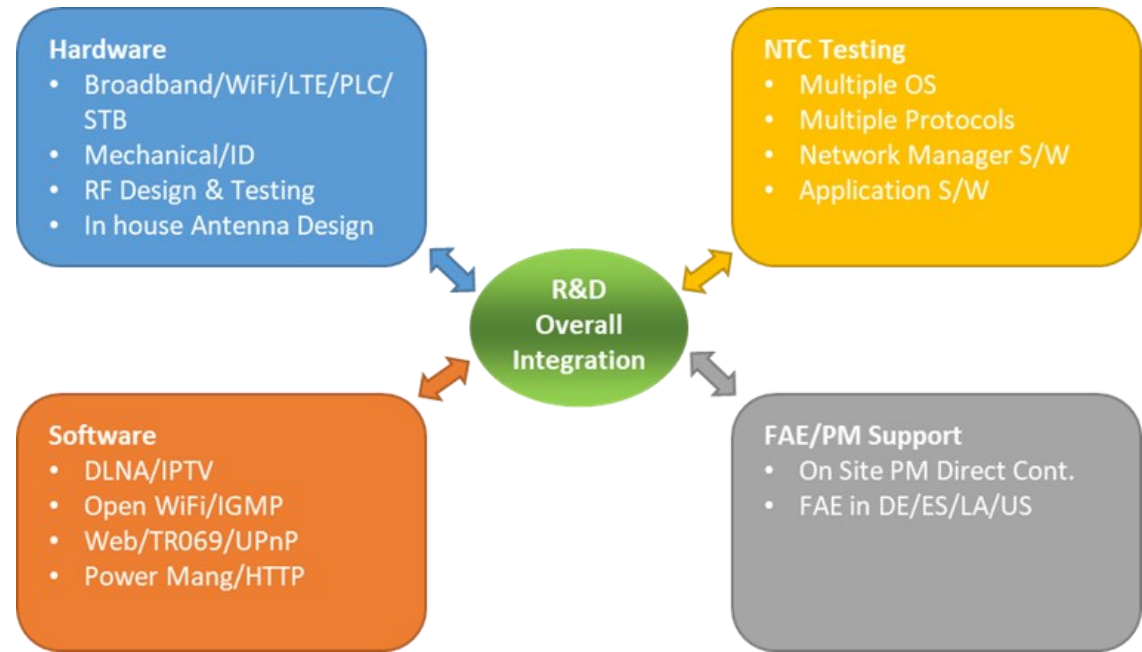 Hardware
• Broadband/WiFi/LTE/PLC/
STB
• Mechanical/ID
• RF Design & Testing
• In house Antenna Design
NTC Testing
• Multiple OS
• Multiple Protocols
• Network Manager S/W
• Application S/W
R&D
Overall
Integration
Software
• DLNA/IPTV
• Open WiFi/IGMP
• Web/TR069/UPnP
• Power Mang/HTTP
FAE/PM Support
• On Site PM Direct Cont.
• FAE in DE/ES/LA/US